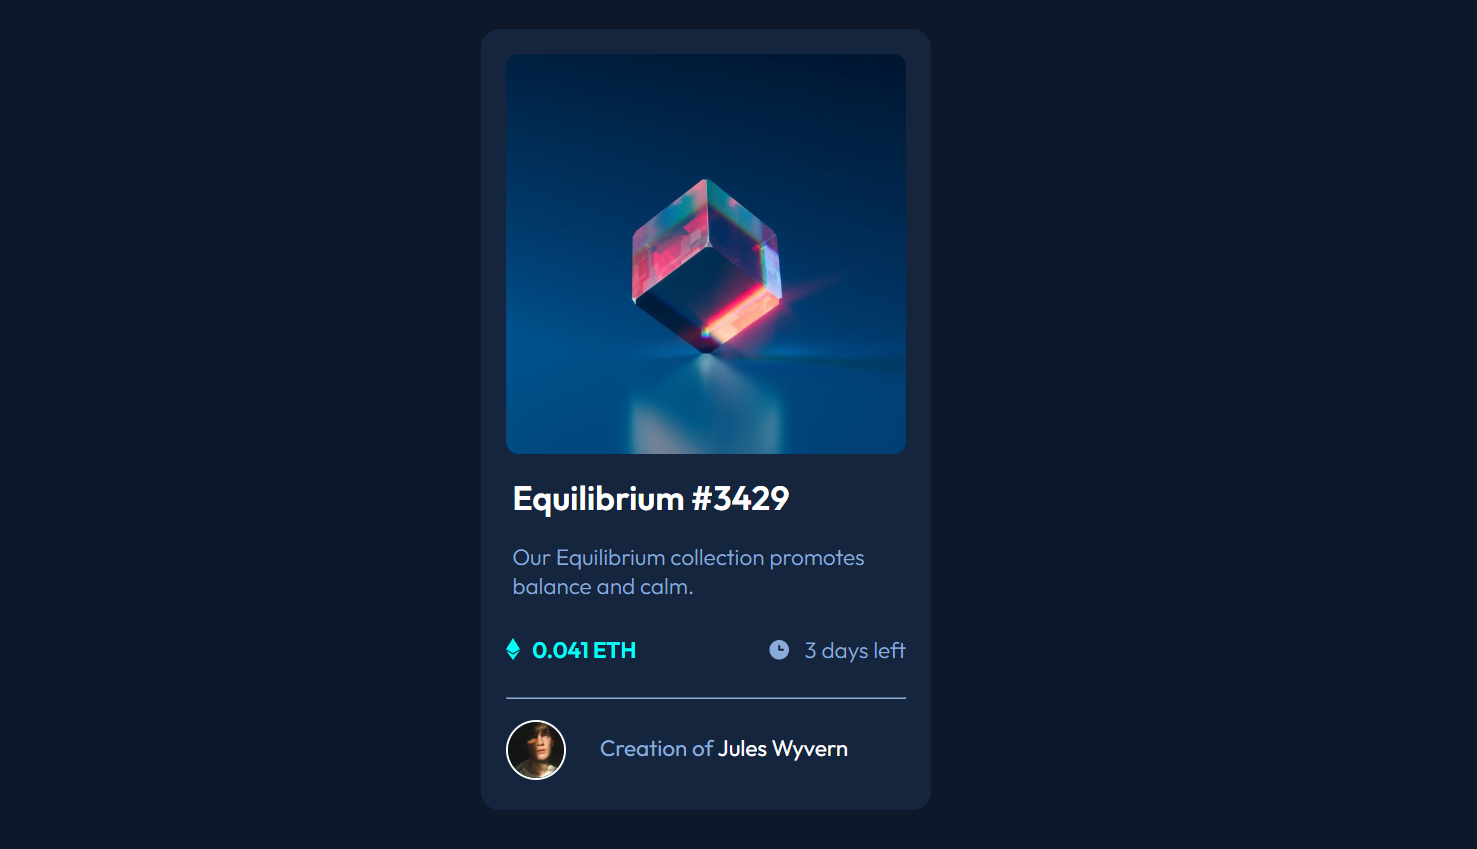 Equilibrium #3429
Our Equilibrium collection promotes
balance and calm.
0.041 ETH
3 days left
Creation of Jules Wyvern